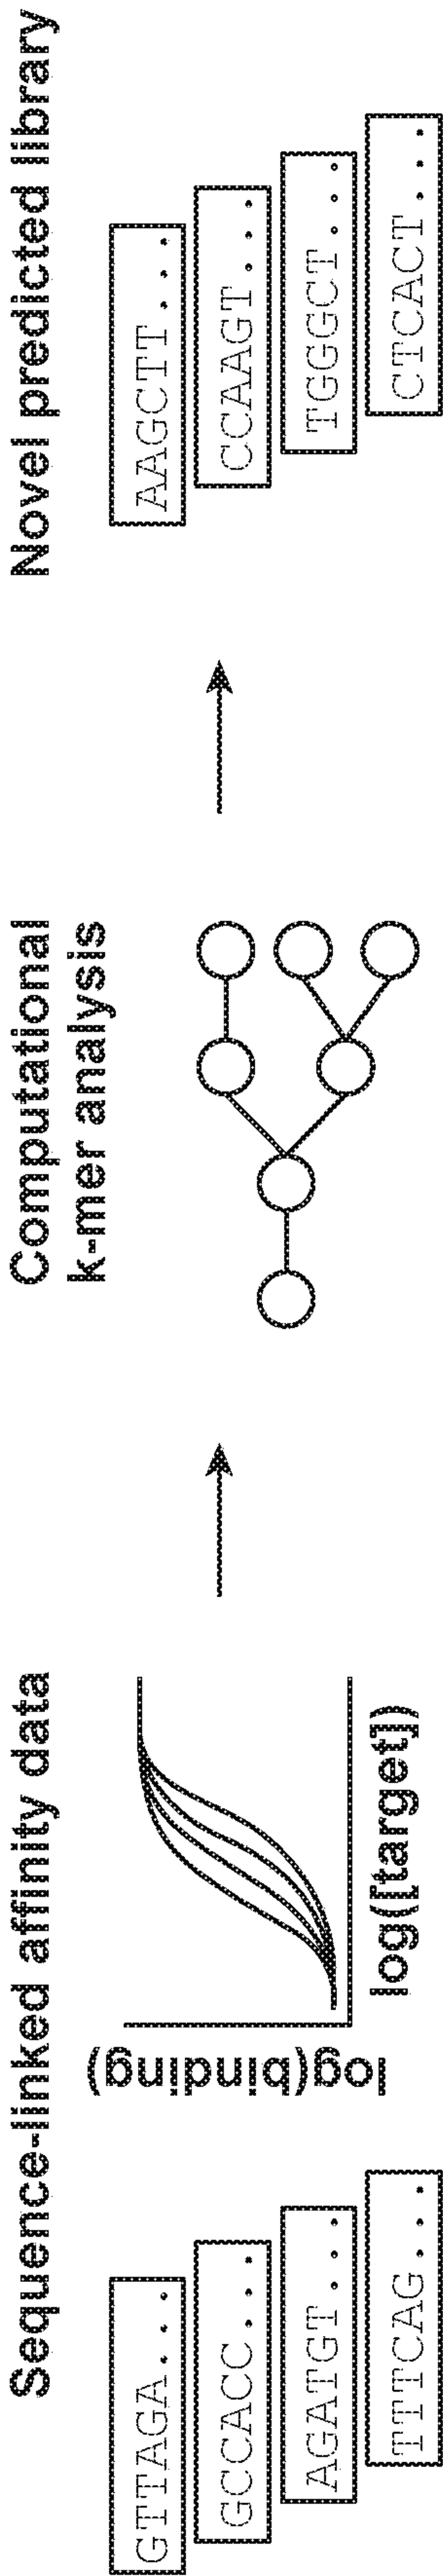 Sequence-linked affinity data
GTTAGA...
GCCACC...
AGATGT...
TTTCAG...
log(binding)
log([target])
Computational
k-mer analysis
Novel predicted library
AAGCTT...
CCAAGT...
TGGGCT...
CTCACT...